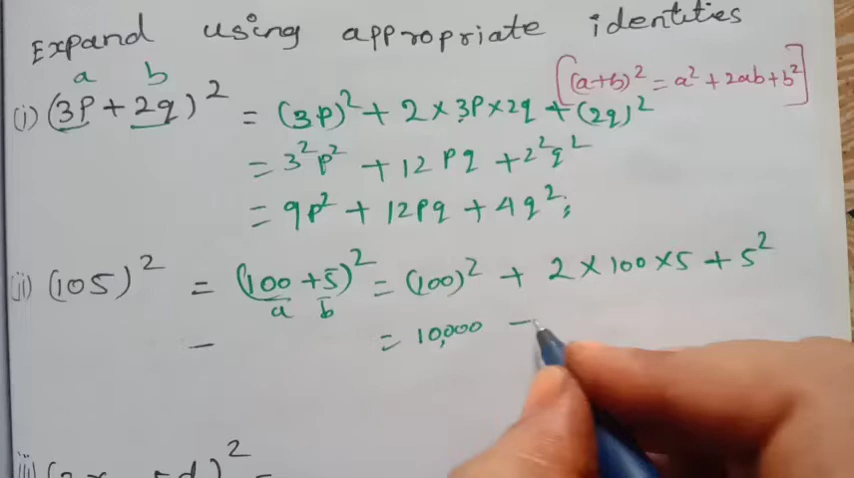 Expand using appropriate identities
a b
[(a+b)² = a² + 2ab + b²]
(i) (3p + 2q)² = (3p)² + 2 × 3p × 2q + (2q)²
= 3²p² + 12pq + 2²q²
= 9p² + 12pq + 4q²;
(ii) (105)² = (100 + 5)² = (100)² + 2 × 100 × 5 + 5²
a b
= 10,000